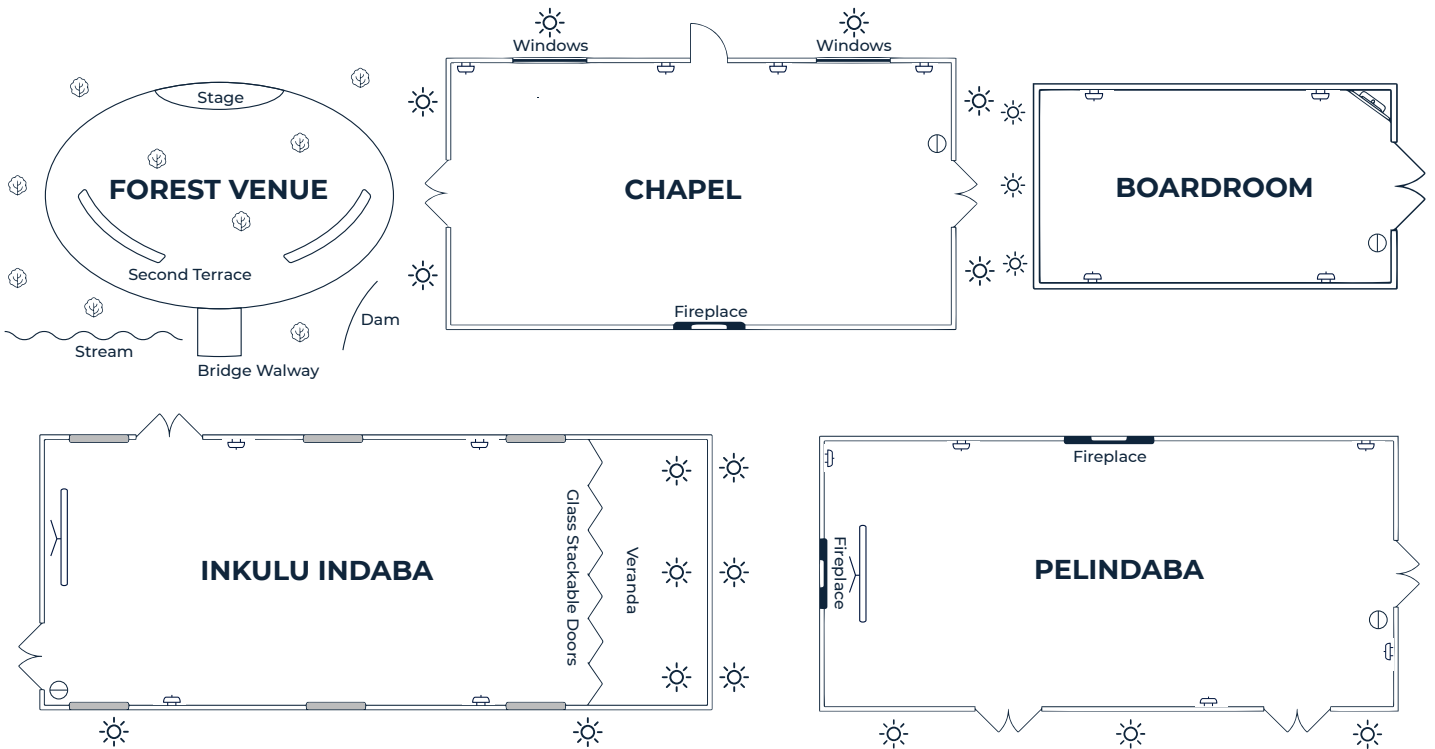 Windows
Windows
Stage
FOREST VENUE
Second Terrace
Dam
Stream
Bridge Walway
CHAPEL
Fireplace
BOARDROOM
INKULU INDABA
Glass Stackable Doors
Veranda
Fireplace
Fireplace
PELINDABA